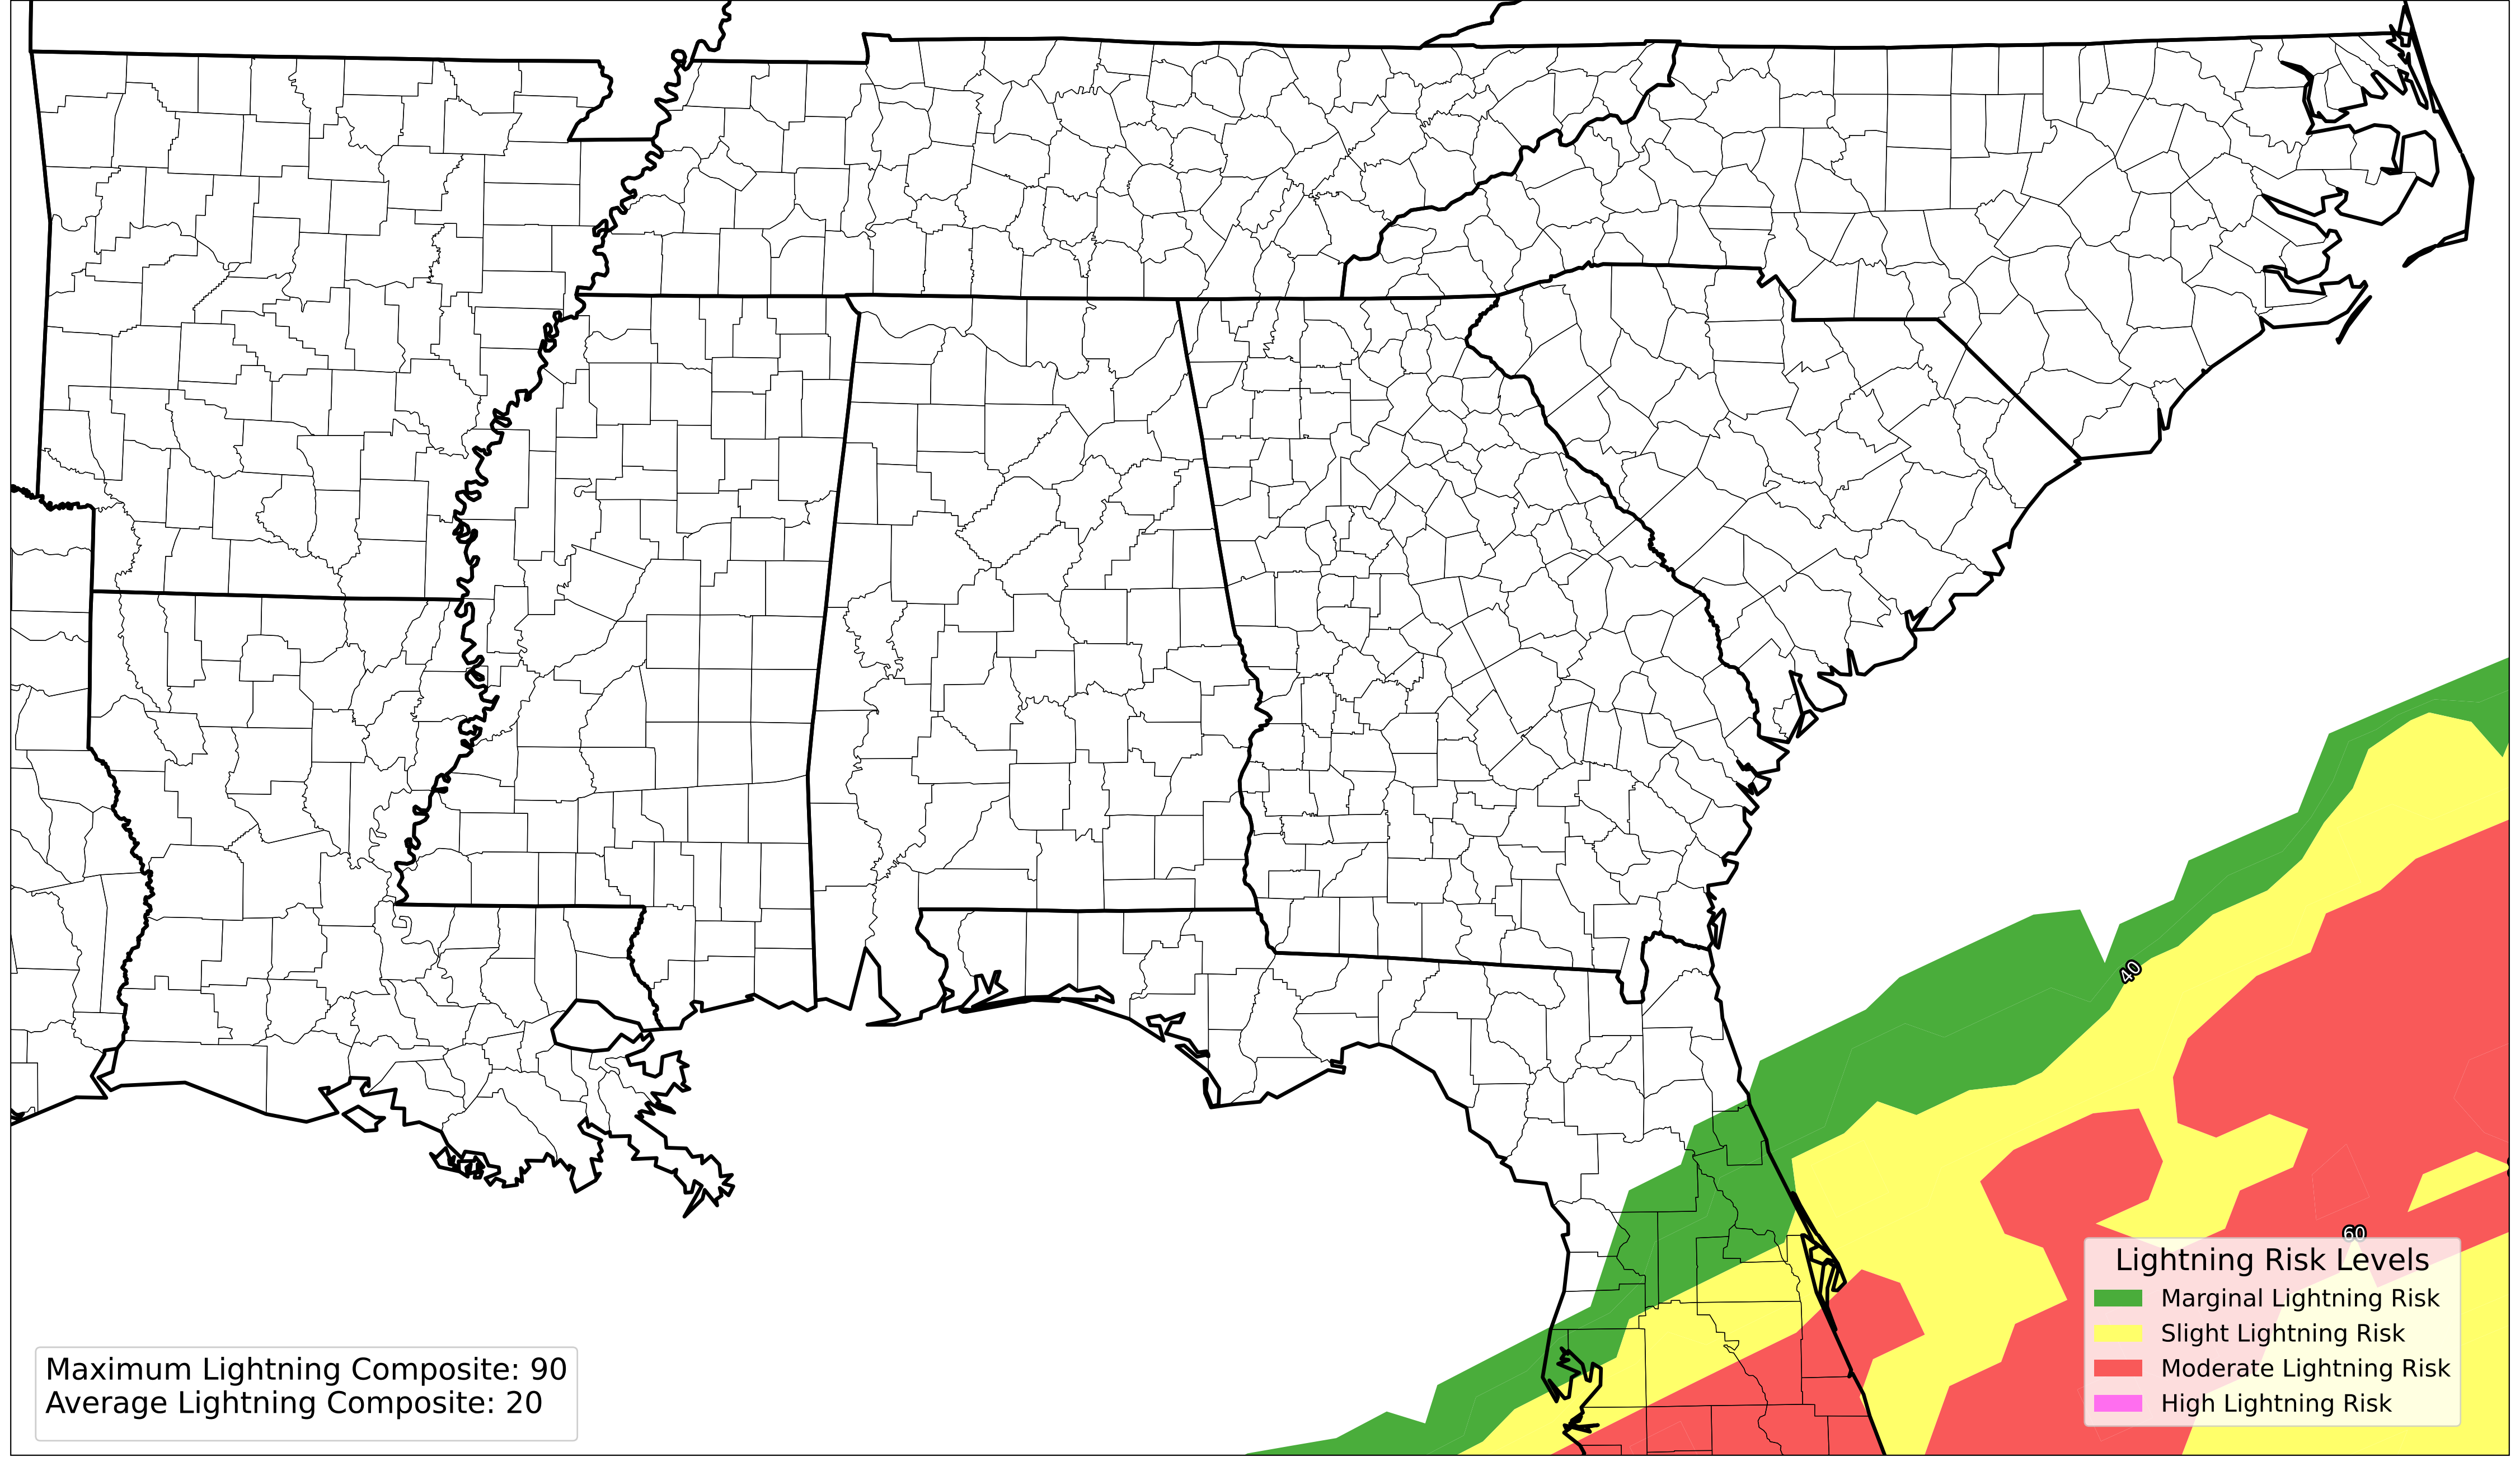 40
60
Lightning Risk Levels
Marginal Lightning Risk
Slight Lightning Risk
Moderate Lightning Risk
High Lightning Risk
Maximum Lightning Composite: 90
Average Lightning Composite: 20